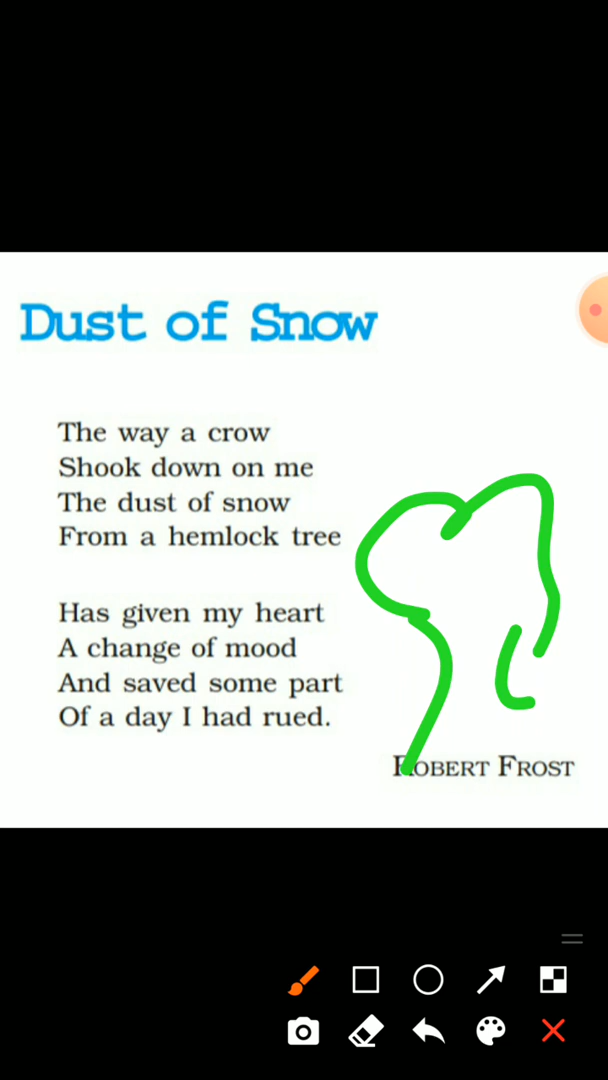 Dust of Snow
The way a crow
Shook down on me
The dust of snow
From a hemlock tree
Has given my heart
A change of mood
And saved some part
Of a day I had rued.
ROBERT FROST